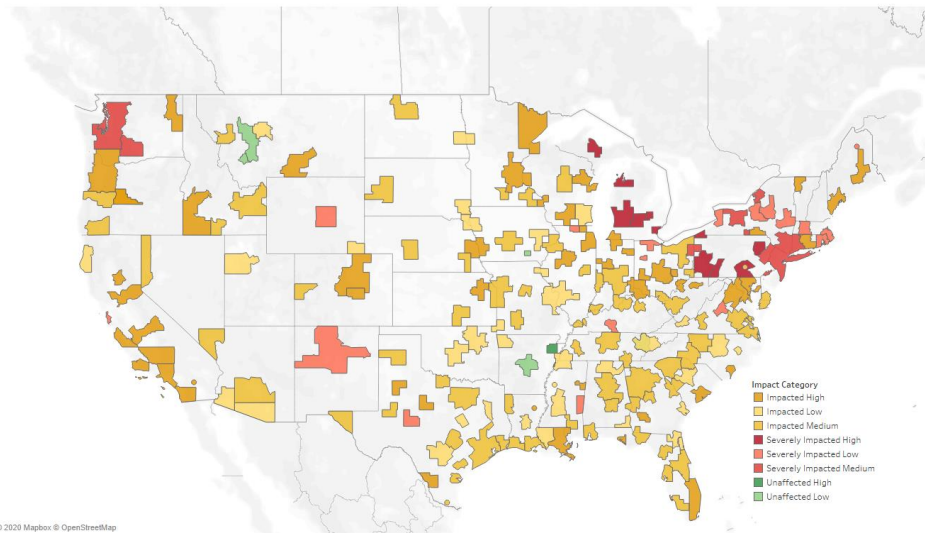 Impact Category
Impacted High
Impacted Low
Impacted Medium
Severely Impacted High
Severely Impacted Low
Severely Impacted Medium
Unaffected High
Unaffected Low
2020 Mapbox © OpenStreetMap